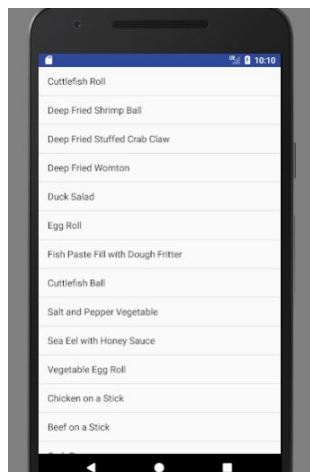 10:10
Cuttlefish Roll
Deep Fried Shrimp Ball
Deep Fried Stuffed Crab Claw
Deep Fried Wornton
Duck Salad
Egg Roll
Fish Paste Fill with Dough Fritter
Cuttlefish Ball
Salt and Pepper Vegetable
Sea Eel with Honey Sauce
Vegetable Egg Roll
Chicken on a Stick
Beef on a Stick